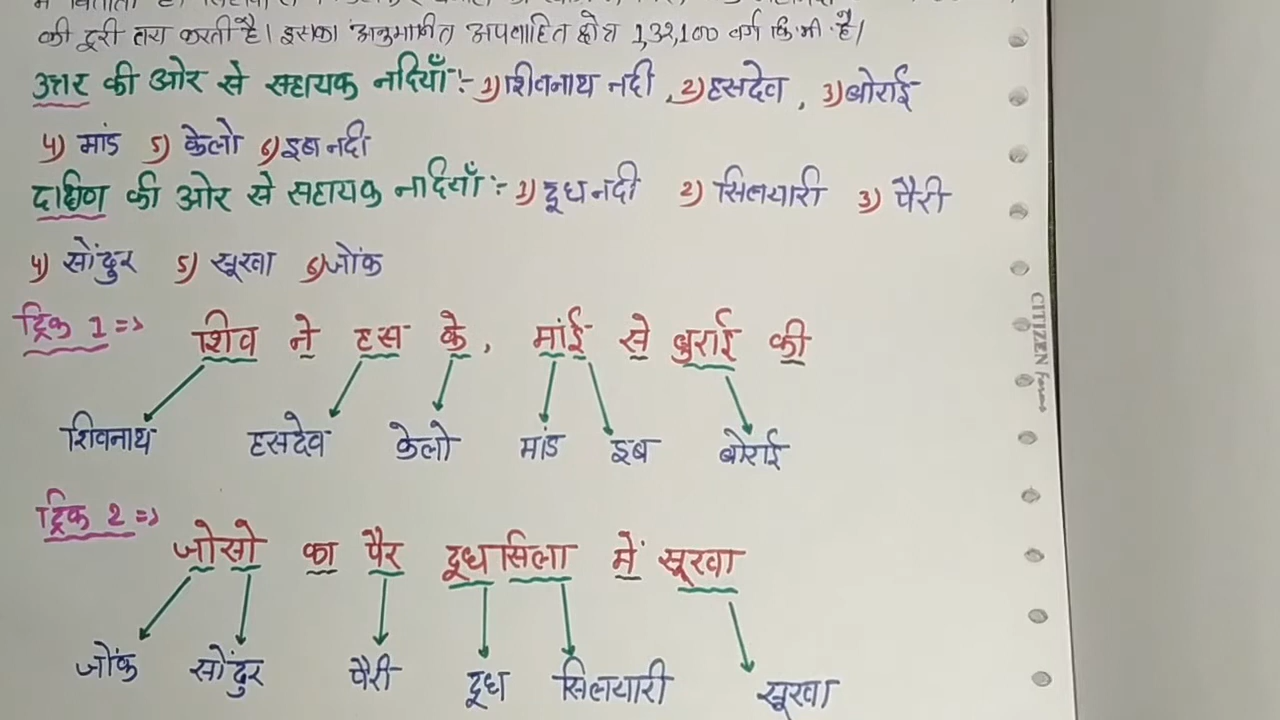 की दूरी तय करती है। इसका अनुमानित अपवाहित क्षेत्र 1,32,100 वर्ग कि.मी. है।
उत्तर की ओर से सहायक नदियाँ :- 1) शिवनाथ नदी , 2) हसदेव , 3) बोराई
4) मांड 5) केलो 6) इब नदी
दक्षिण की ओर से सहायक नदियाँ :- 1) दूध नदी 2) सिलयारी 3) पैरी
4) सोंदुर 5) सूखा 6) जोंक
ट्रिक 1 => शिव ने हस के, मांई से बुराई की
शिवनाथ हसदेव केलो मांड इब बोराई
ट्रिक 2 => जोसो का पैर दूध सिला में सूखा
जोंक सोंदुर पैरी दूध सिलयारी सूखा
CITIZEN Forms